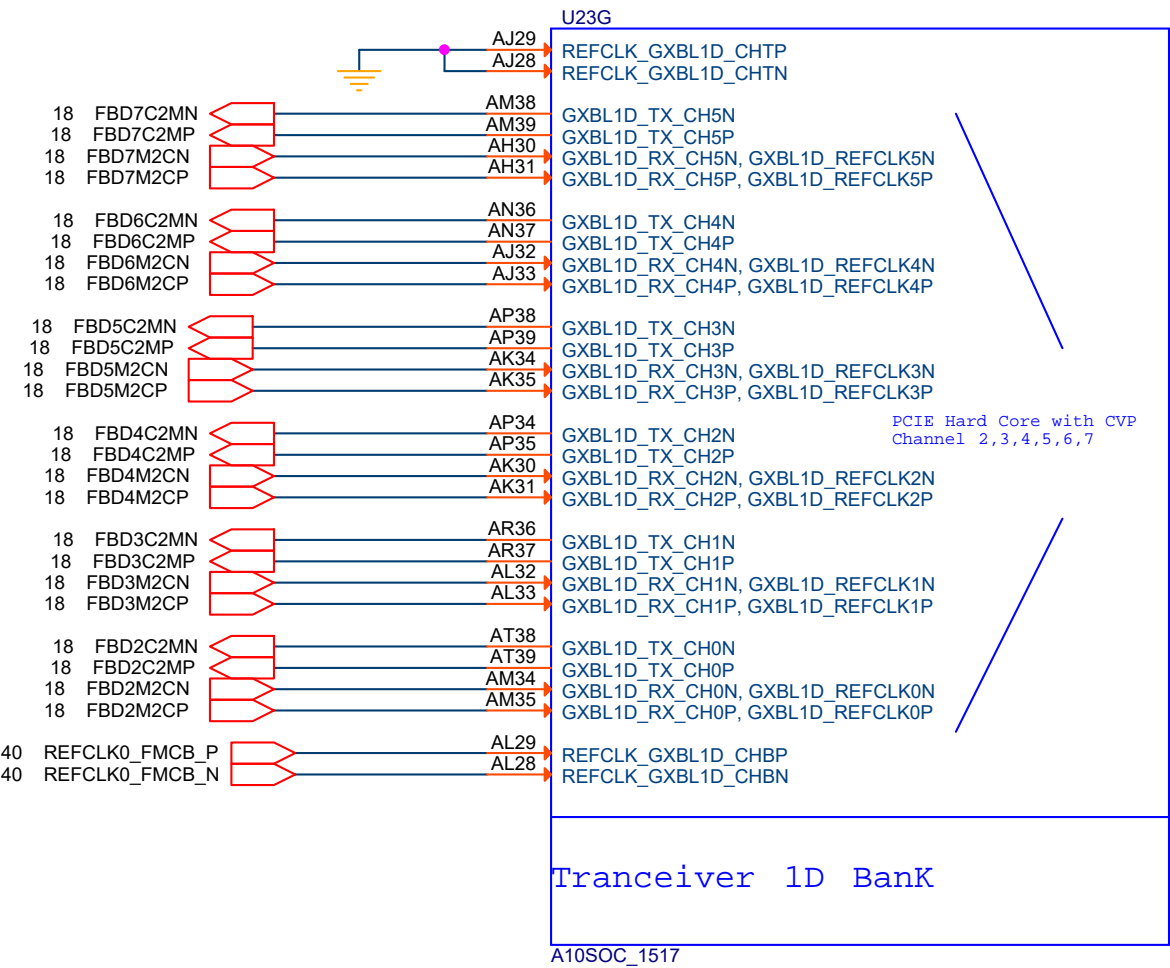 U23G
AJ29 REFCLK_GXBL1D_CHTP
AJ28 REFCLK_GXBL1D_CHTN
18 FBD7C2MN AM38 GXBL1D_TX_CH5N
18 FBD7C2MP AM39 GXBL1D_TX_CH5P
18 FBD7M2CN AH30 GXBL1D_RX_CH5N, GXBL1D_REFCLK5N
18 FBD7M2CP AH31 GXBL1D_RX_CH5P, GXBL1D_REFCLK5P
18 FBD6C2MN AN36 GXBL1D_TX_CH4N
18 FBD6C2MP AN37 GXBL1D_TX_CH4P
18 FBD6M2CN AJ32 GXBL1D_RX_CH4N, GXBL1D_REFCLK4N
18 FBD6M2CP AJ33 GXBL1D_RX_CH4P, GXBL1D_REFCLK4P
18 FBD5C2MN AP38 GXBL1D_TX_CH3N
18 FBD5C2MP AP39 GXBL1D_TX_CH3P
18 FBD5M2CN AK34 GXBL1D_RX_CH3N, GXBL1D_REFCLK3N
18 FBD5M2CP AK35 GXBL1D_RX_CH3P, GXBL1D_REFCLK3P
PCIE Hard Core with CVP
Channel 2,3,4,5,6,7
18 FBD4C2MN AP34 GXBL1D_TX_CH2N
18 FBD4C2MP AP35 GXBL1D_TX_CH2P
18 FBD4M2CN AK30 GXBL1D_RX_CH2N, GXBL1D_REFCLK2N
18 FBD4M2CP AK31 GXBL1D_RX_CH2P, GXBL1D_REFCLK2P
18 FBD3C2MN AR36 GXBL1D_TX_CH1N
18 FBD3C2MP AR37 GXBL1D_TX_CH1P
18 FBD3M2CN AL32 GXBL1D_RX_CH1N, GXBL1D_REFCLK1N
18 FBD3M2CP AL33 GXBL1D_RX_CH1P, GXBL1D_REFCLK1P
18 FBD2C2MN AT38 GXBL1D_TX_CH0N
18 FBD2C2MP AT39 GXBL1D_TX_CH0P
18 FBD2M2CN AM34 GXBL1D_RX_CH0N, GXBL1D_REFCLK0N
18 FBD2M2CP AM35 GXBL1D_RX_CH0P, GXBL1D_REFCLK0P
40 REFCLK0_FMCB_P AL29 REFCLK_GXBL1D_CHBP
40 REFCLK0_FMCB_N AL28 REFCLK_GXBL1D_CHBN
Tranceiver 1D BanK
A10SOC_1517